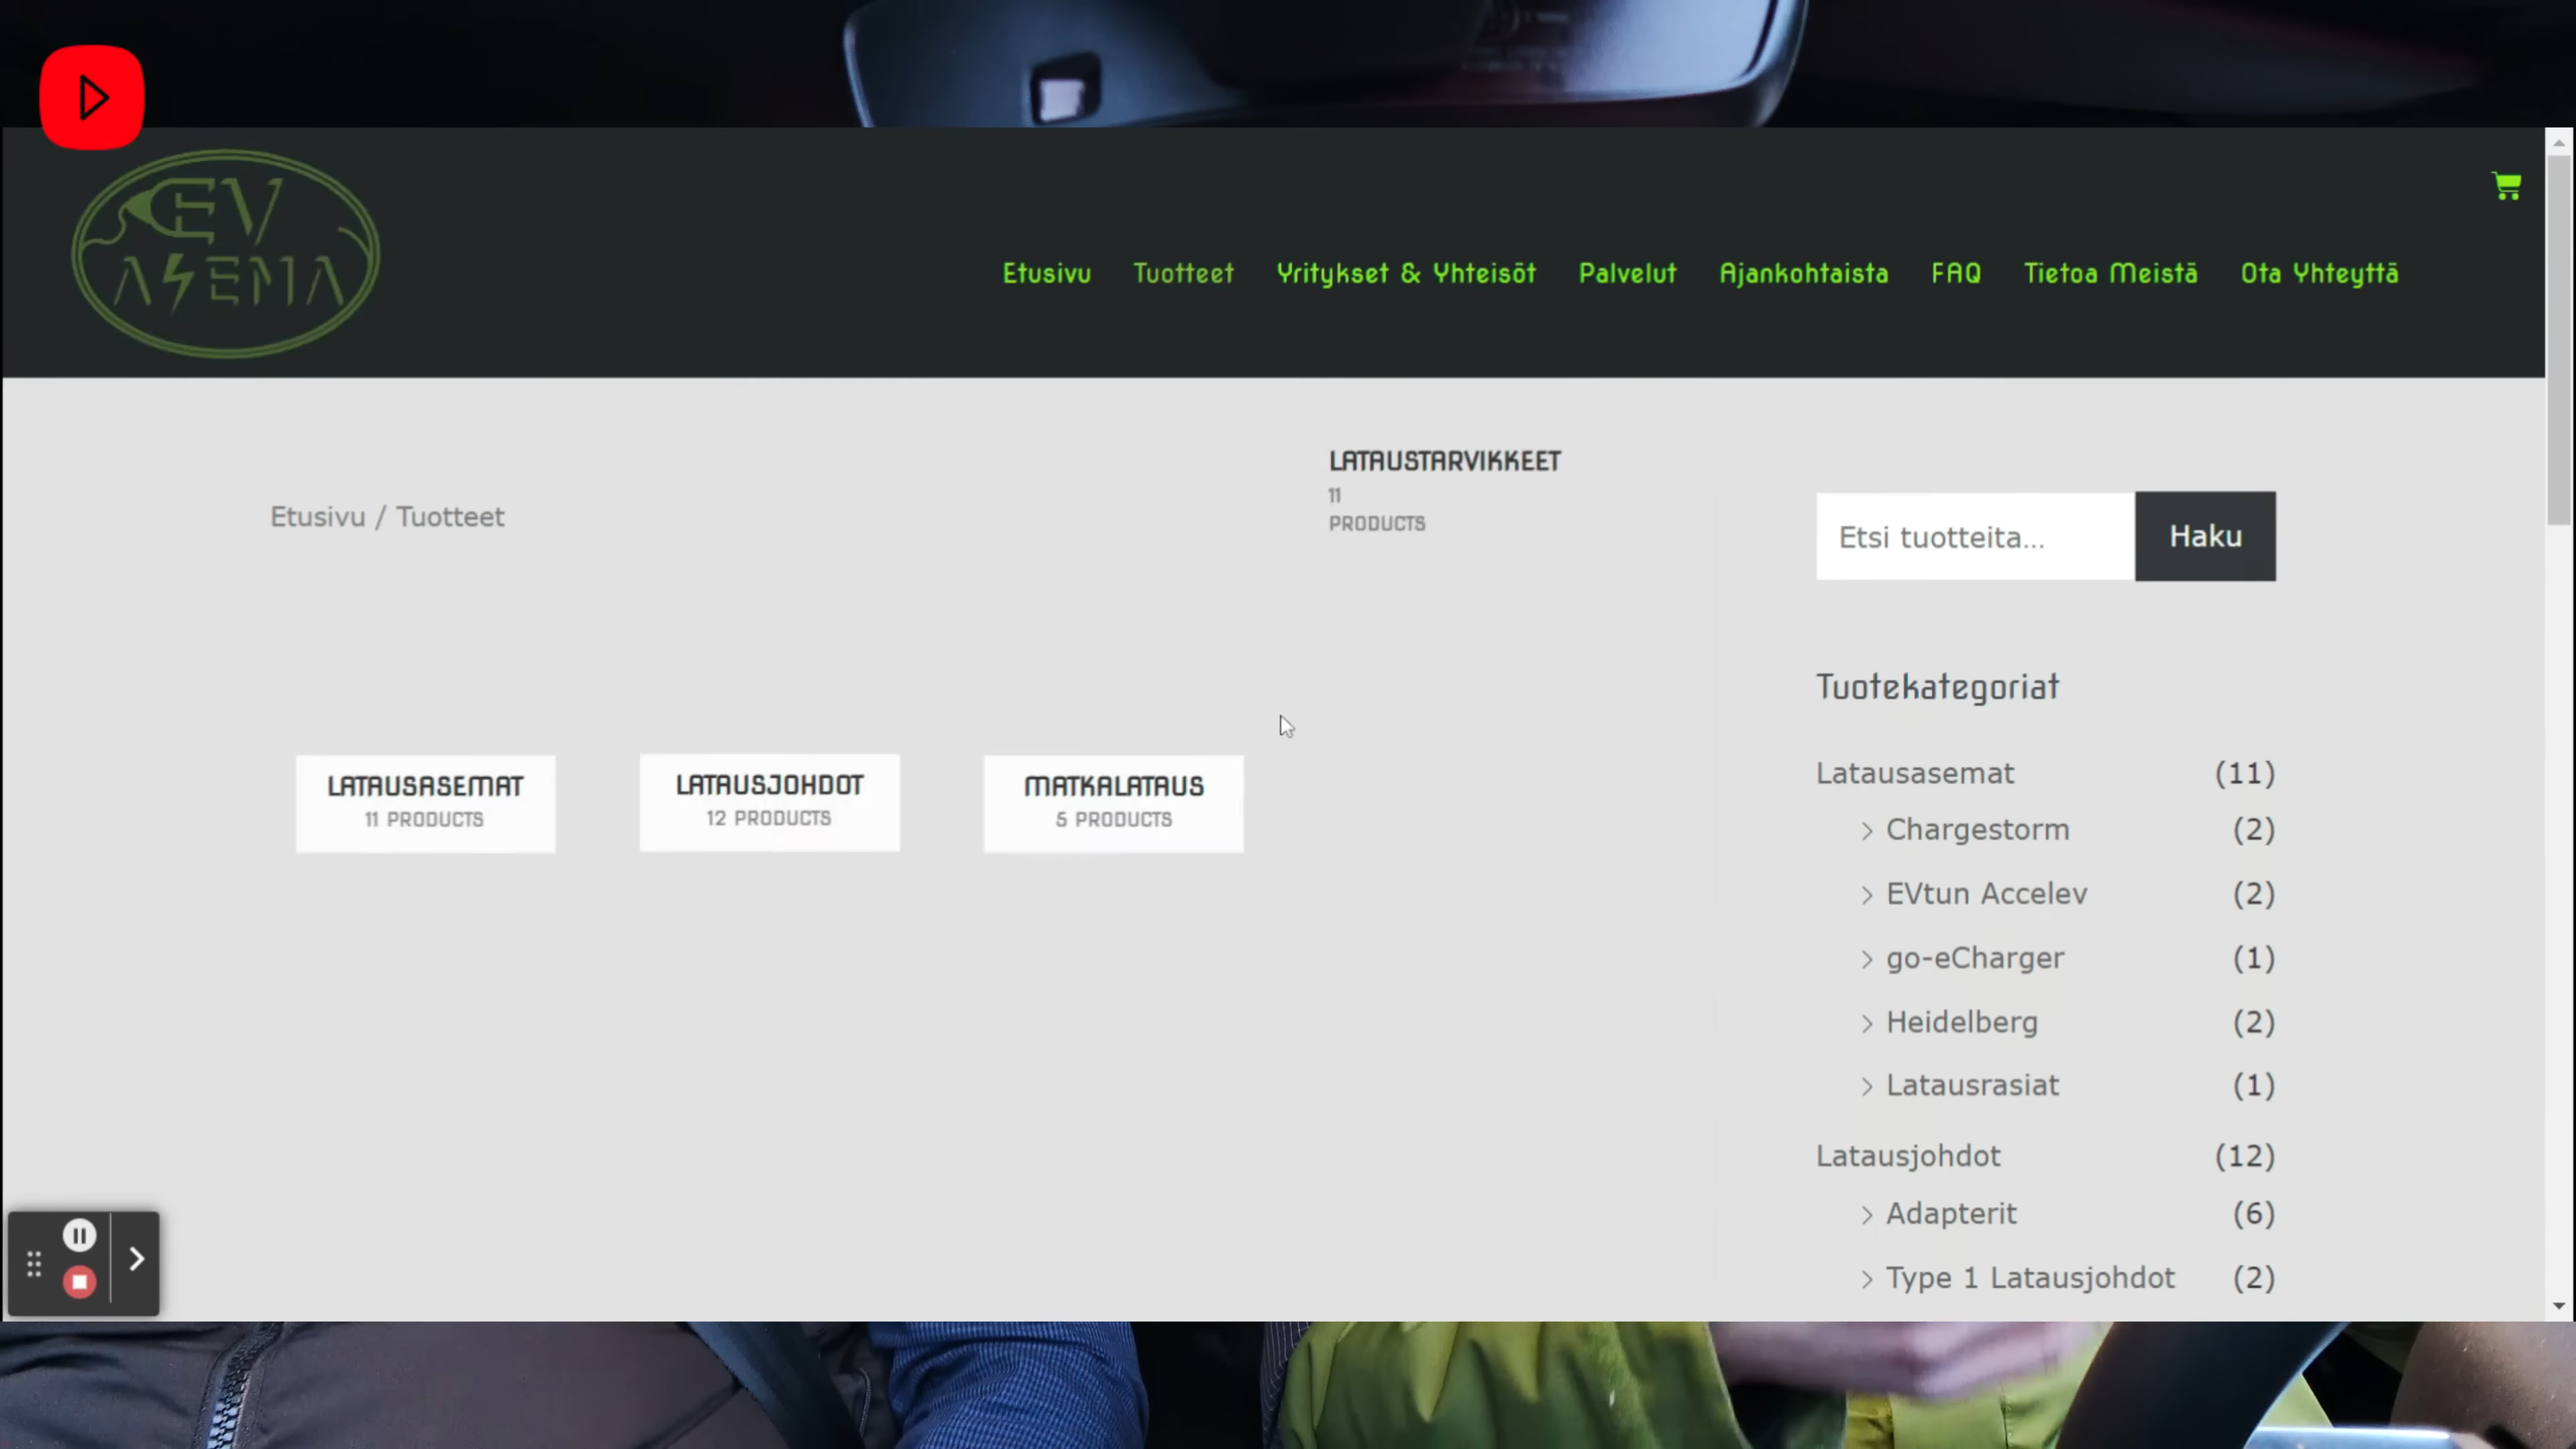 EV
ASEMA
Etusivu Tuotteet Yritykset & Yhteisöt Palvelut Ajankohtaista FAQ Tietoa Meistä Ota Yhteyttä
Etusivu / Tuotteet
LATAUSTARVIKKEET
11
PRODUCTS
LATAUSASEMAT
11 PRODUCTS
LATAUSJOHDOT
12 PRODUCTS
MATKALATAUS
5 PRODUCTS
Etsi tuotteita...
Haku
Tuotekategoriat
Latausasemat (11)
Chargestorm (2)
EVtun Accelev (2)
go-eCharger (1)
Heidelberg (2)
Latausrasiat (1)
Latausjohdot (12)
Adapterit (6)
Type 1 Latausjohdot (2)